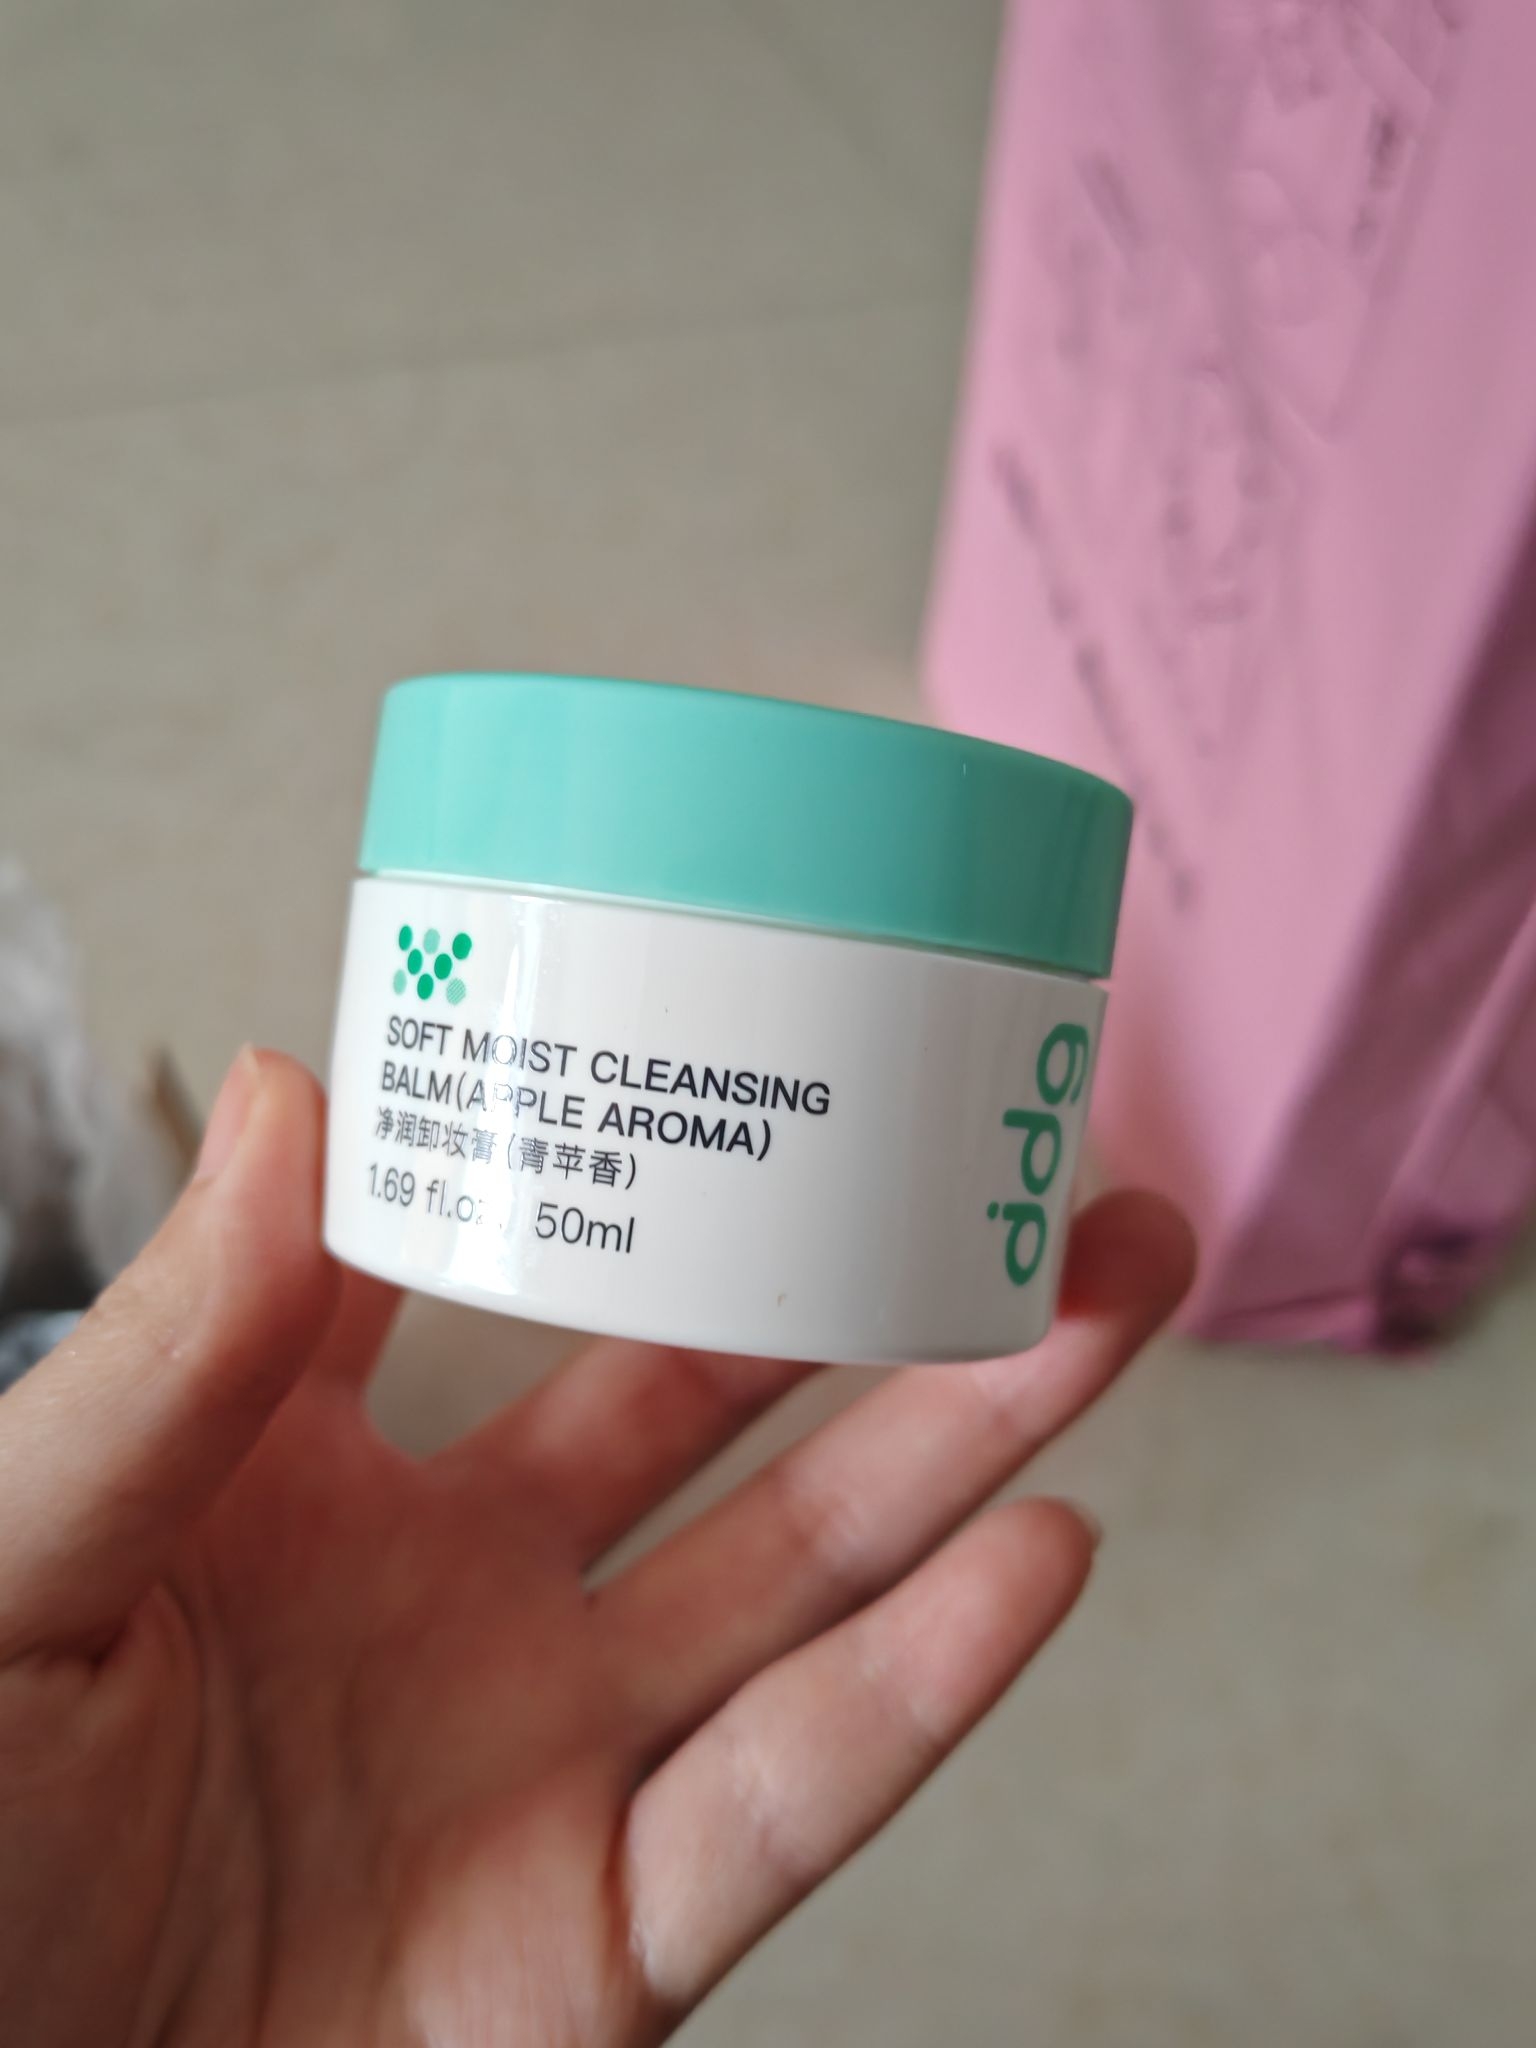 SOFT MOIST CLEANSING
BALM(APPLE AROMA)
净润卸妆膏(青苹香)
1.69 fl.oz. 50ml